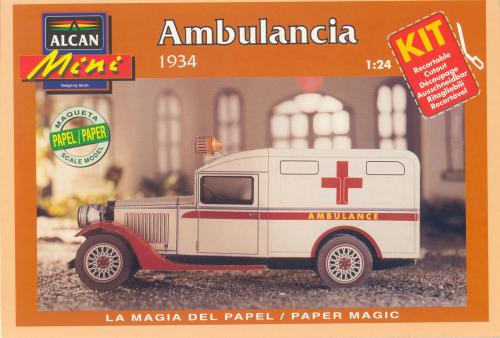 ALCAN
Mini
Design by Alcan
Ambulancia
1934
1:24
KIT
Recortable
Cutout
Découpage
Ausschneidbar
Ritagliabili
Recortável
MAQUETA
PAPEL/PAPER
SCALE MODEL
AMBULANCE
LA MAGIA DEL PAPEL / PAPER MAGIC